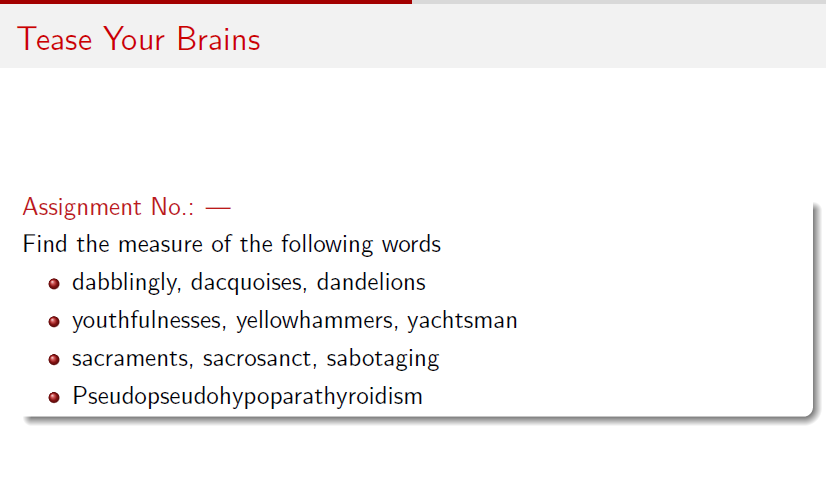 Tease Your Brains
Assignment No.: —
Find the measure of the following words
dabblingly, dacquoises, dandelions
youthfulnesses, yellowhammers, yachtsman
sacraments, sacrosanct, sabotaging
Pseudopseudohypoparathyroidism